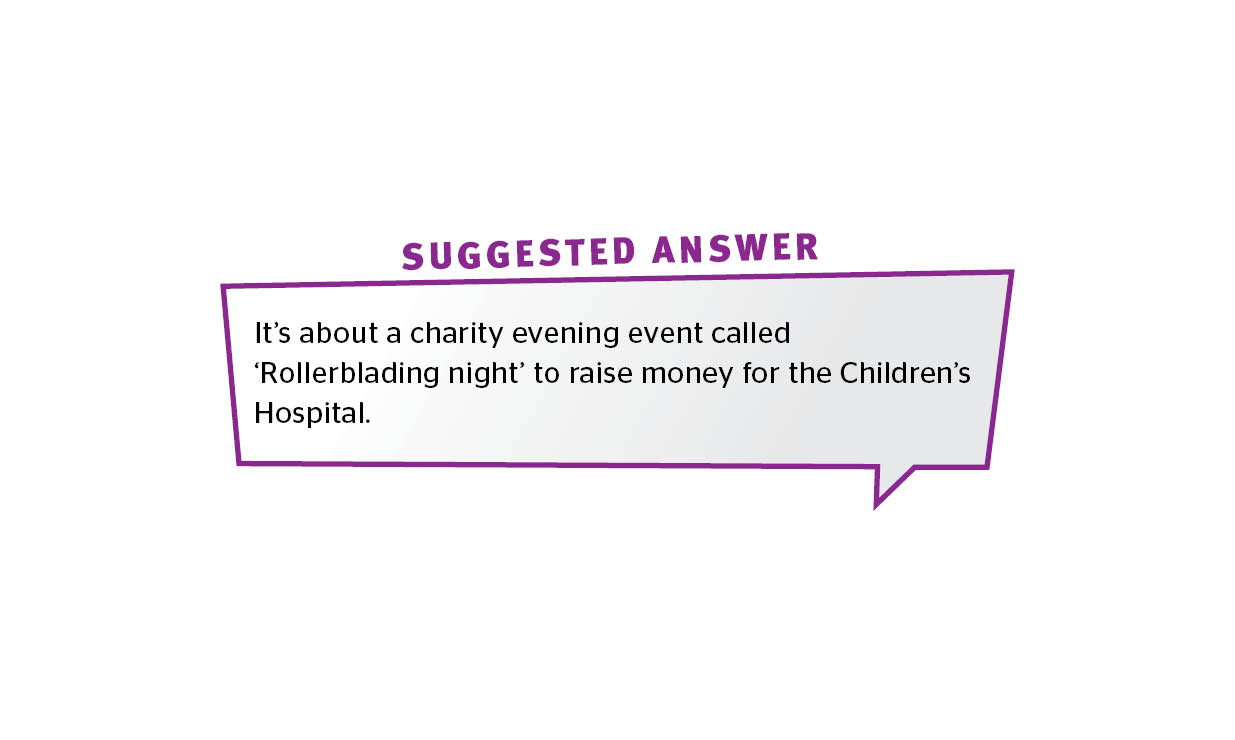 SUGGESTED ANSWER
It’s about a charity evening event called
‘Rollerblading night’ to raise money for the Children’s
Hospital.